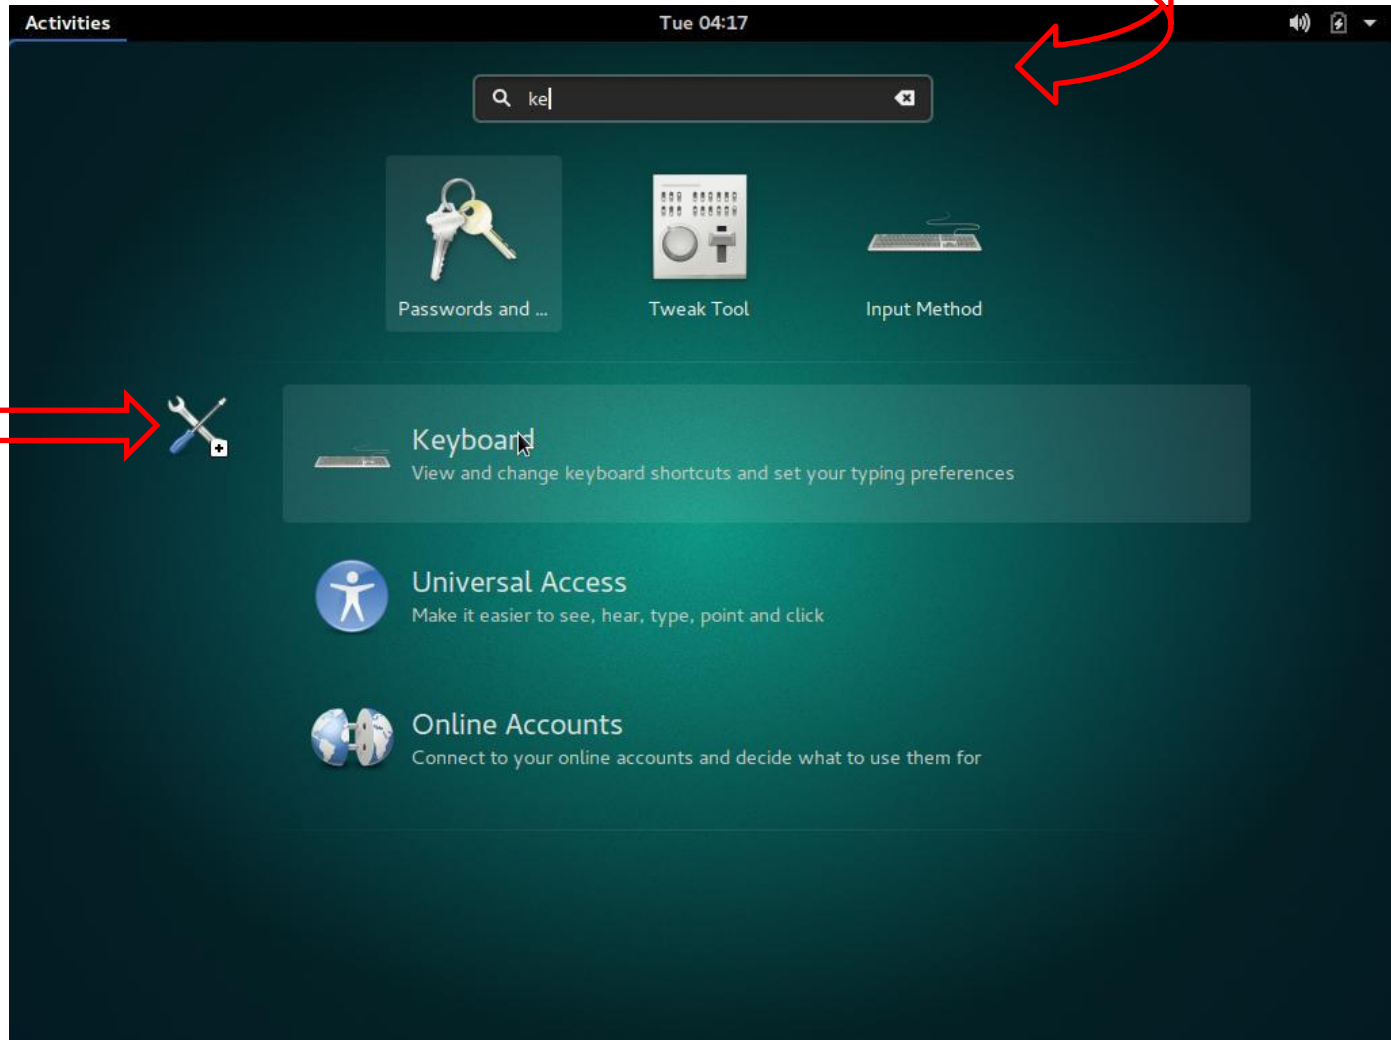 Activities
Tue 04:17
ke
Passwords and ...
Tweak Tool
Input Method
Keyboard
View and change keyboard shortcuts and set your typing preferences
Universal Access
Make it easier to see, hear, type, point and click
Online Accounts
Connect to your online accounts and decide what to use them for